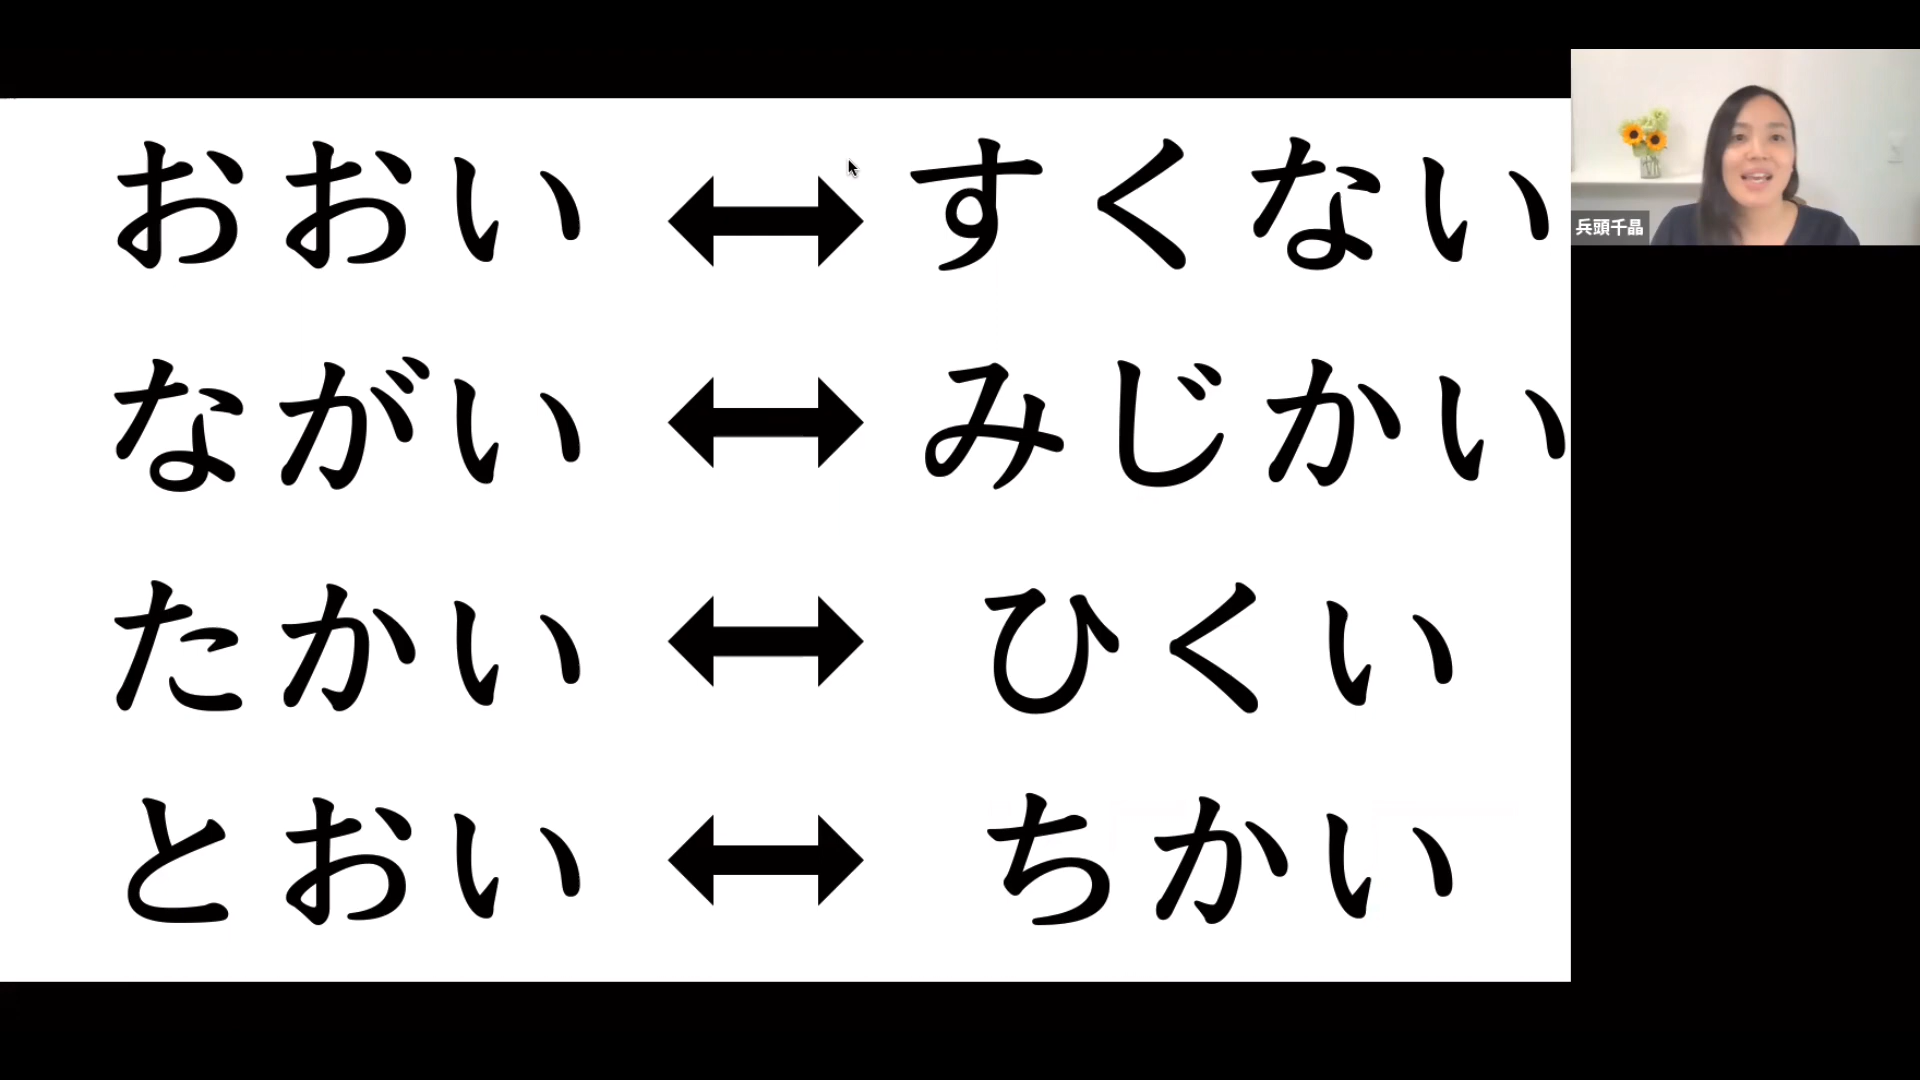 おおい ↔ すくない
ながい ↔ みじかい
たかい ↔ ひくい
とおい ↔ ちかい
兵頭千晶